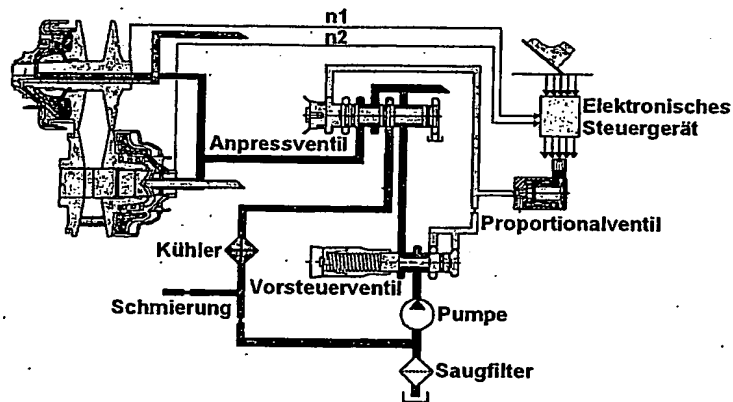 n1
n2
Elektronisches
Steuergerät
Anpressventil
Proportionalventil
Kühler
Vorsteuerventil
Schmierung
Pumpe
Saugfilter